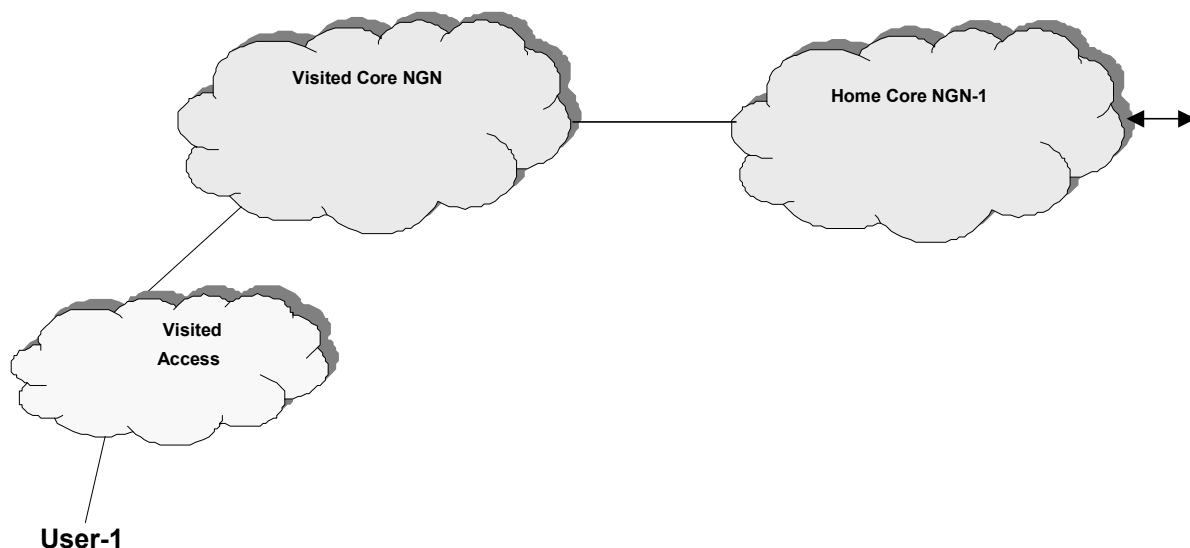 Visited Core NGN
Home Core NGN-1
Visited
Access
User-1